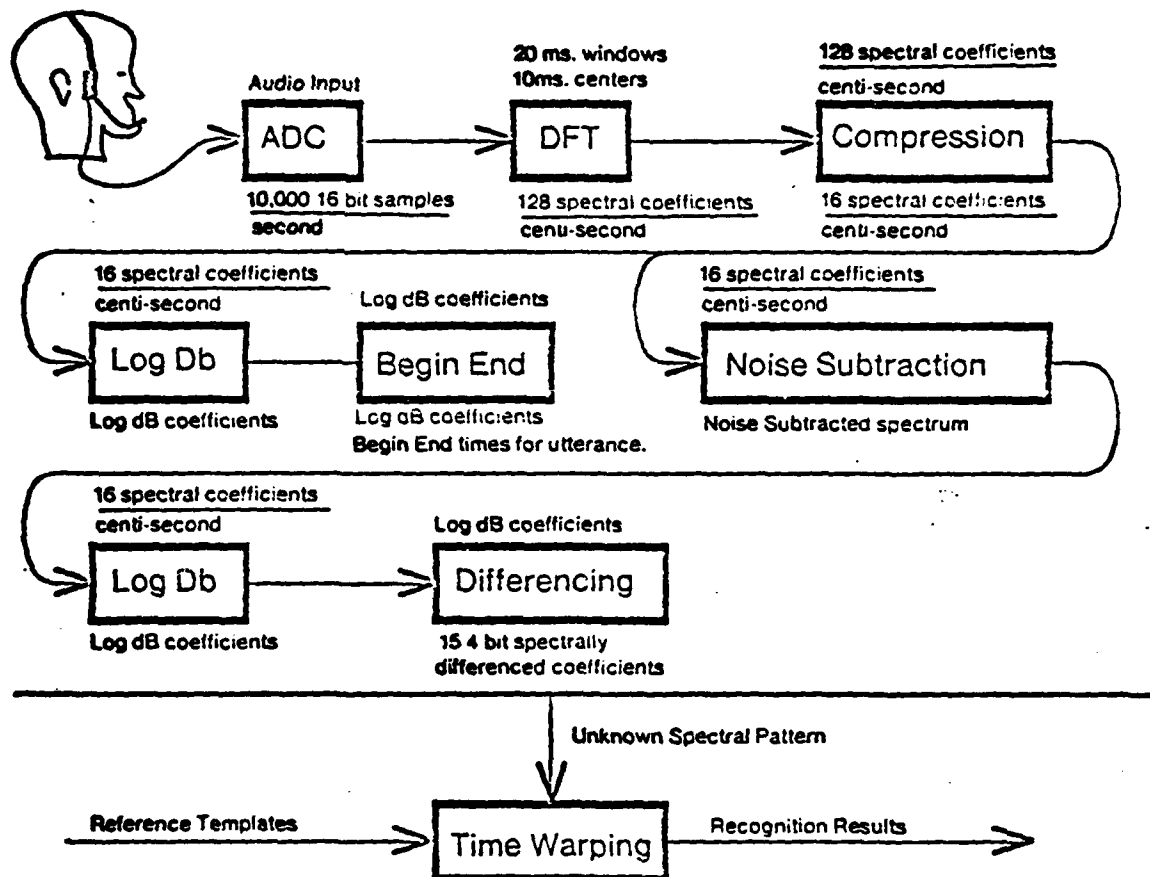 Audio Input
ADC
10,000 16 bit samples
second
20 ms. windows
10ms. centers
DFT
128 spectral coefficients
centi-second
128 spectral coefficients
centi-second
Compression
16 spectral coefficients
centi-second
16 spectral coefficients
centi-second
Log Db
Log dB coefficients
Log dB coefficients
Begin End
Log dB coefficients
Begin End times for utterance.
16 spectral coefficients
centi-second
Noise Subtraction
Noise Subtracted spectrum
16 spectral coefficients
centi-second
Log Db
Log dB coefficients
Log dB coefficients
Differencing
15 4 bit spectrally
differenced coefficients
Unknown Spectral Pattern
Reference Templates
Time Warping
Recognition Results